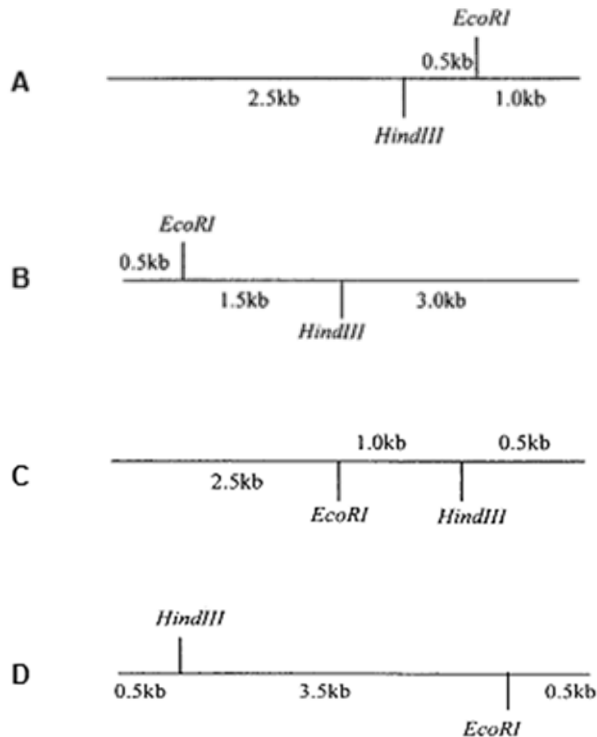 EcoRI
A
0.5kb
2.5kb
1.0kb
HindIII
EcoRI
0.5kb
B
1.5kb
3.0kb
HindIII
1.0kb
0.5kb
C
2.5kb
EcoRI
HindIII
HindIII
D
0.5kb
3.5kb
0.5kb
EcoRI